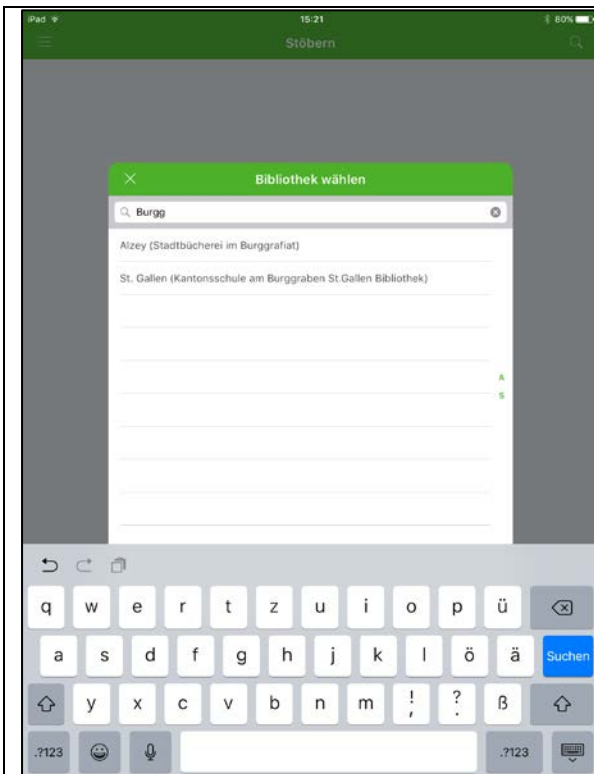 iPad 15:21 80%
Stöbern
Bibliothek wählen
Burgg
Alzey (Stadtbücherei im Burggrafiat)
St. Gallen (Kantonsschule am Burggraben St.Gallen Bibliothek)
A
S
q w e r t z u i o p ü
a s d f g h j k l ö ä Suchen
y x c v b n m ! , ? . ß
.?123 .?123